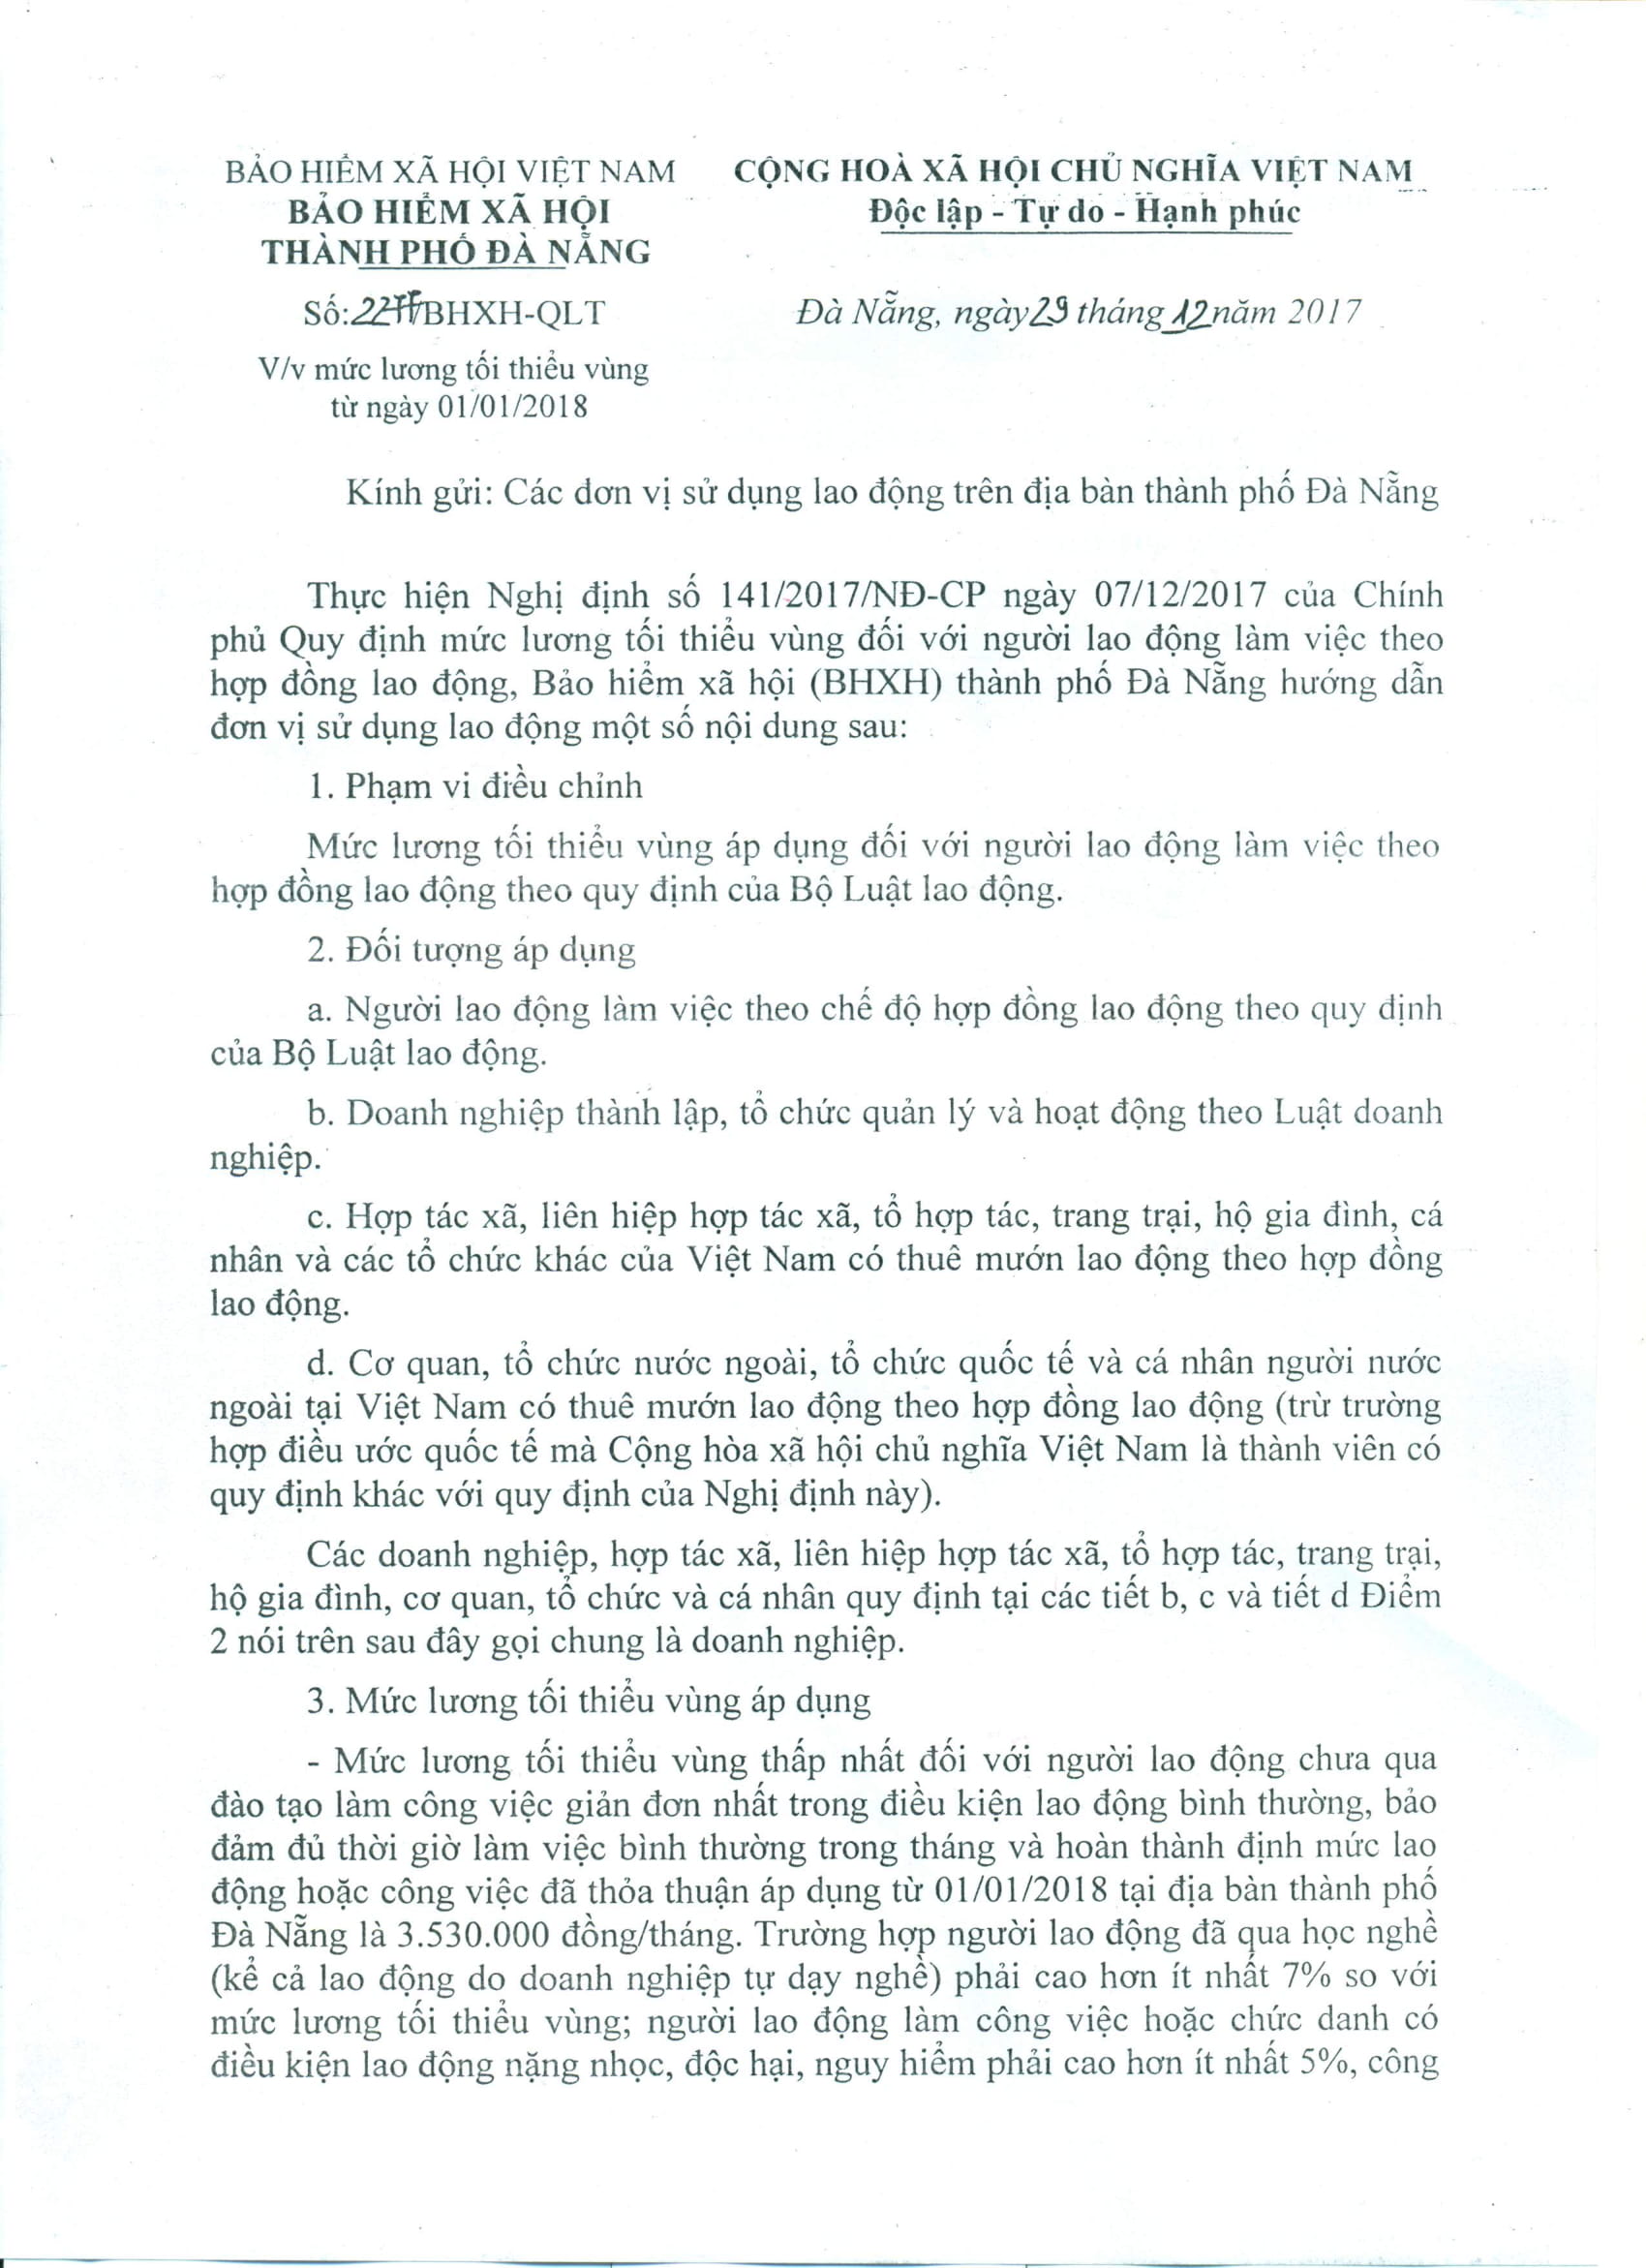 BẢO HIỂM XÃ HỘI VIỆT NAM
BẢO HIỂM XÃ HỘI
THÀNH PHỐ ĐÀ NẴNG
Số: /BHXH-QLT
V/v mức lương tối thiểu vùng
từ ngày 01/01/2018
CỘNG HOÀ XÃ HỘI CHỦ NGHĨA VIỆT NAM
Độc lập - Tự do - Hạnh phúc
Đà Nẵng, ngày 29 tháng 12 năm 2017
Kính gửi: Các đơn vị sử dụng lao động trên địa bàn thành phố Đà Nẵng
Thực hiện Nghị định số 141/2017/NĐ-CP ngày 07/12/2017 của Chính
phủ Quy định mức lương tối thiểu vùng đối với người lao động làm việc theo
hợp đồng lao động, Bảo hiểm xã hội (BHXH) thành phố Đà Nẵng hướng dẫn
đơn vị sử dụng lao động một số nội dung sau:
1. Phạm vi điều chỉnh
Mức lương tối thiểu vùng áp dụng đối với người lao động làm việc theo
hợp đồng lao động theo quy định của Bộ Luật lao động.
2. Đối tượng áp dụng
a. Người lao động làm việc theo chế độ hợp đồng lao động theo quy định
của Bộ Luật lao động.
b. Doanh nghiệp thành lập, tổ chức quản lý và hoạt động theo Luật doanh
nghiệp.
c. Hợp tác xã, liên hiệp hợp tác xã, tổ hợp tác, trang trại, hộ gia đình, cá
nhân và các tổ chức khác của Việt Nam có thuê mướn lao động theo hợp đồng
lao động.
d. Cơ quan, tổ chức nước ngoài, tổ chức quốc tế và cá nhân người nước
ngoài tại Việt Nam có thuê mướn lao động theo hợp đồng lao động (trừ trường
hợp điều ước quốc tế mà Cộng hòa xã hội chủ nghĩa Việt Nam là thành viên có
quy định khác với quy định của Nghị định này).
Các doanh nghiệp, hợp tác xã, liên hiệp hợp tác xã, tổ hợp tác, trang trại,
hộ gia đình, cơ quan, tổ chức và cá nhân quy định tại các tiết b, c và tiết d Điểm
2 nói trên sau đây gọi chung là doanh nghiệp.
3. Mức lương tối thiểu vùng áp dụng
- Mức lương tối thiểu vùng thấp nhất đối với người lao động chưa qua
đào tạo làm công việc giản đơn nhất trong điều kiện lao động bình thường, bảo
đảm đủ thời giờ làm việc bình thường trong tháng và hoàn thành định mức lao
động hoặc công việc đã thỏa thuận áp dụng từ 01/01/2018 tại địa bàn thành phố
Đà Nẵng là 3.530.000 đồng/tháng. Trường hợp người lao động đã qua học nghề
(kể cả lao động do doanh nghiệp tự dạy nghề) phải cao hơn ít nhất 7% so với
mức lương tối thiểu vùng; người lao động làm công việc hoặc chức danh có
điều kiện lao động nặng nhọc, độc hại, nguy hiểm phải cao hơn ít nhất 5%, công